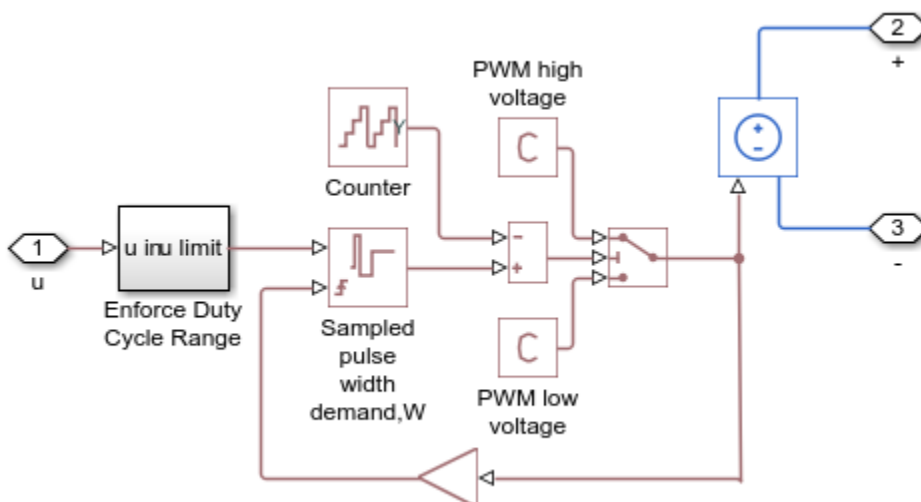 2
+
PWM high
voltage
C
Y
Counter
+
-
3
-
1
u
u inu limit
Enforce Duty
Cycle Range
-
+
Sampled
pulse
width
demand,W
C
PWM low
voltage